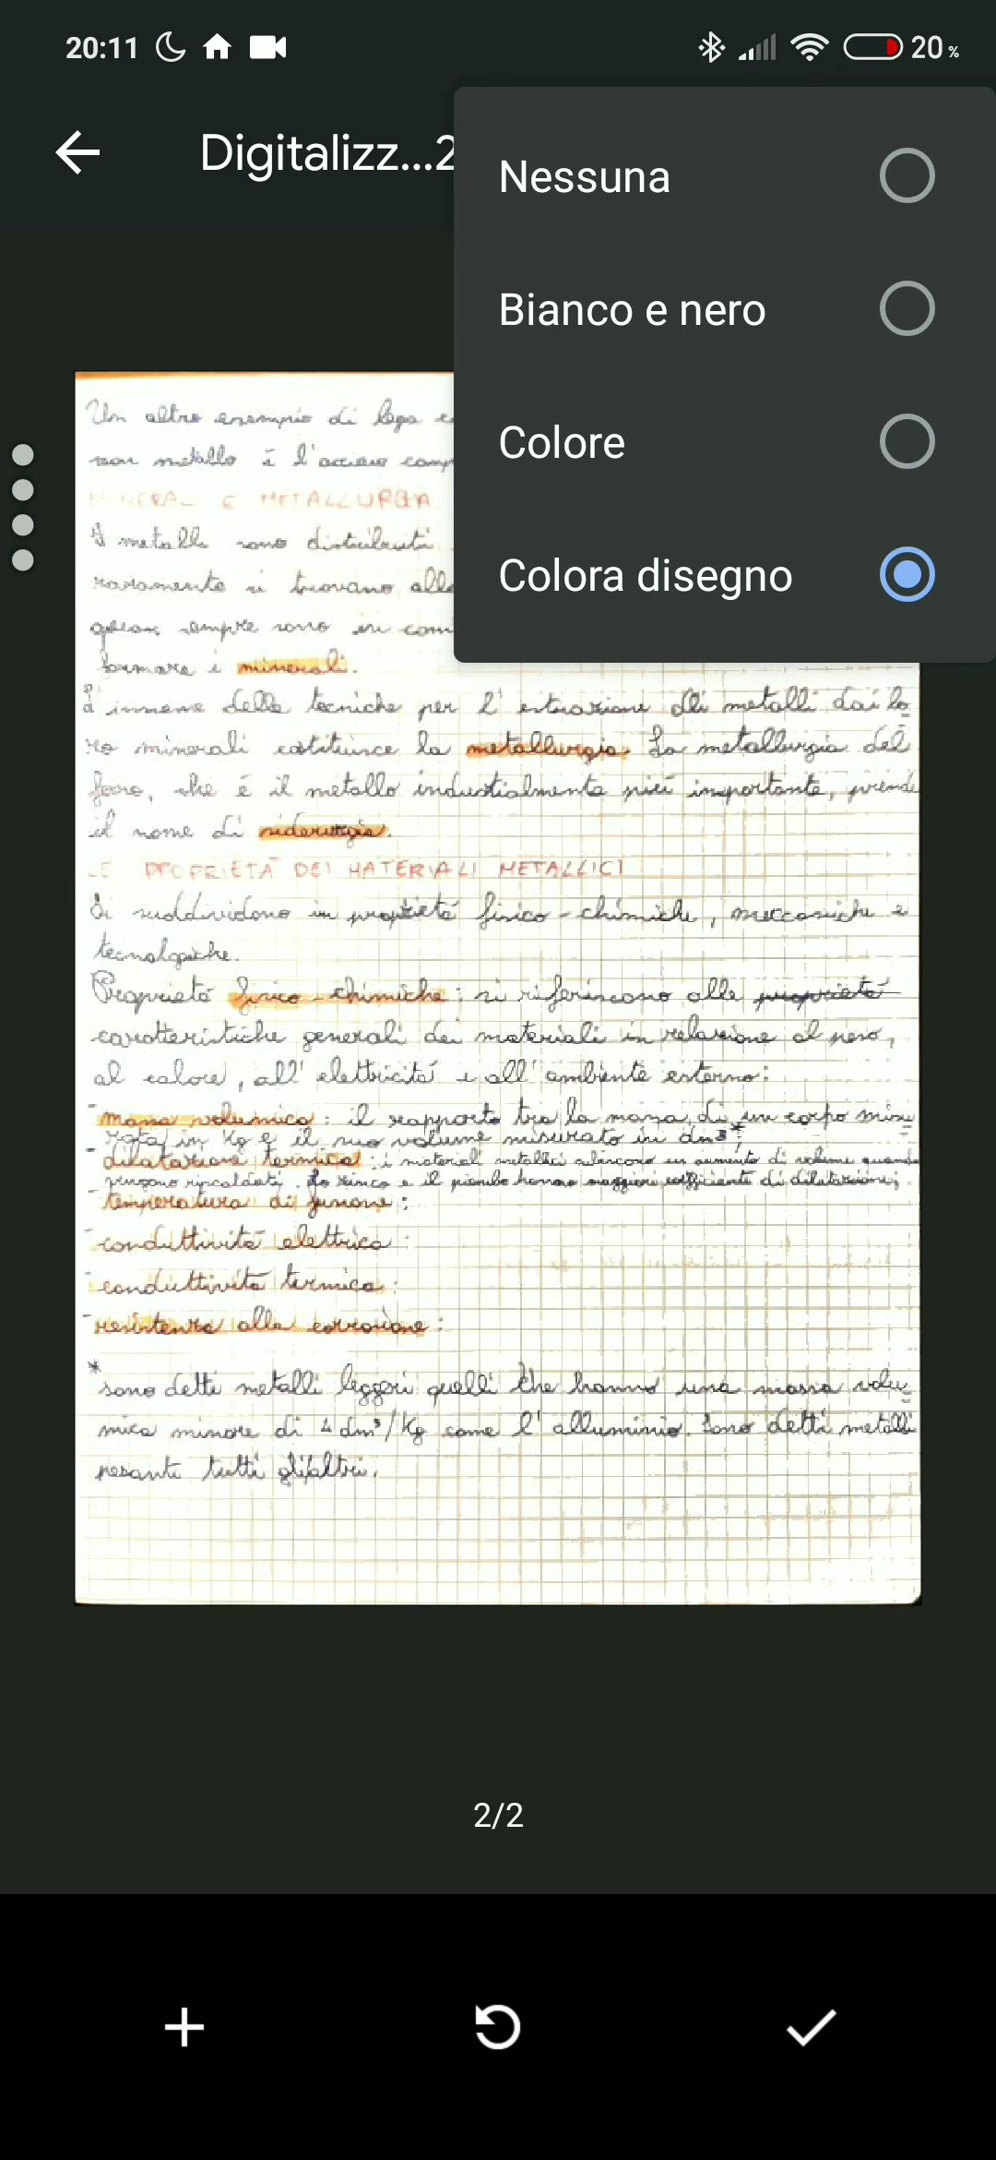 20:11
20%
Digitalizz...2
Nessuna
Bianco e nero
Colore
Colora disegno
Un altro esempio di lega
non metallo è l'acciaio comp
MINERALI E METALLURGIA
I metalli sono distribuiti
raramente si trovano allo
quasi sempre sono in com
formare i minerali.
L'insieme delle tecniche per l'estrazione dei metalli dai lo
ro minerali costituisce la metallurgia. La metallurgia del
ferro, che è il metallo industialmente più importante, prende
il nome di siderurgia.
LE PROPRIETÀ DEI MATERIALI METALLICI
Si suddividono in proprietà fisico-chimiche, meccaniche e
tecnologiche.
Proprietà fisico-chimiche: si riferiscono alle proprietà
caratteristiche generali dei materiali in relazione al peso,
al calore, all'elettricità e all'ambiente esterno:
-massa volumica: il rapporto tra la massa di un corpo misu
rata in Kg e il suo volume misurato in dm³*;
-dilatazione termica: i materiali metallici subiscono un aumento di volume quando
vengono riscaldati. Lo zinco e il piombo hanno maggiore coefficiente di dilatazione;
-temperatura di fusione:
-conduttività elettrica:
-conduttività termica:
-resistenza alla corrosione:
*sono detti metalli leggeri quelli che hanno una massa volu
mica minore di 4 dm³/Kg come l'alluminio. Sono detti metalli
pesanti tutti gli altri.
2/2